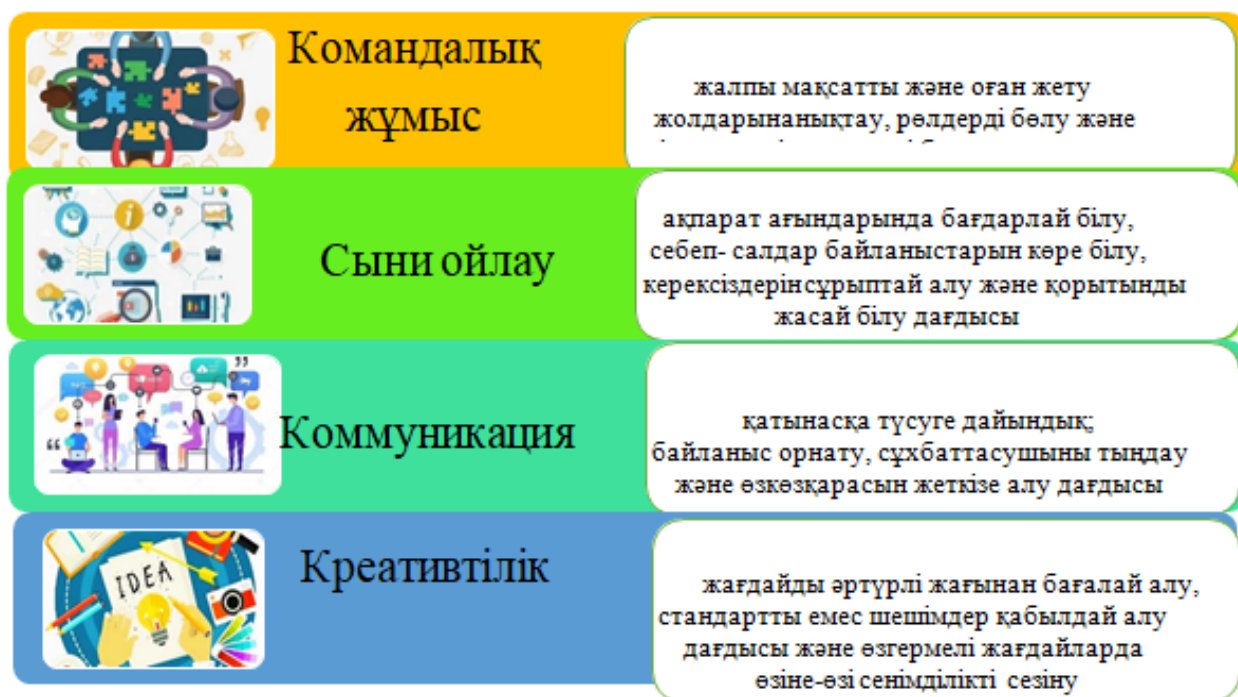 Командалық
жұмыс
жалпы мақсатты және оған жету
жолдарынанықтау, рөлдерді бөлу және
Сыни ойлау
ақпарат ағындарында бағдарлай білу,
себеп- салдар байланыстарын көре білу,
керексіздерінсұрыптай алу және қорытынды
жасай білу дағдысы
Коммуникация
қатынасқа түсуге дайындық;
байланыс орнату, сұхбаттасушыны тыңдау
және өзкөзқарасын жеткізе алу дағдысы
IDEA
Креативтілік
жағдайды әртүрлі жағынан бағалай алу,
стандартты емес шешімдер қабылдай алу
дағдысы және өзгермелі жағдайларда
өзіне-өзі сенімділікті сезіну